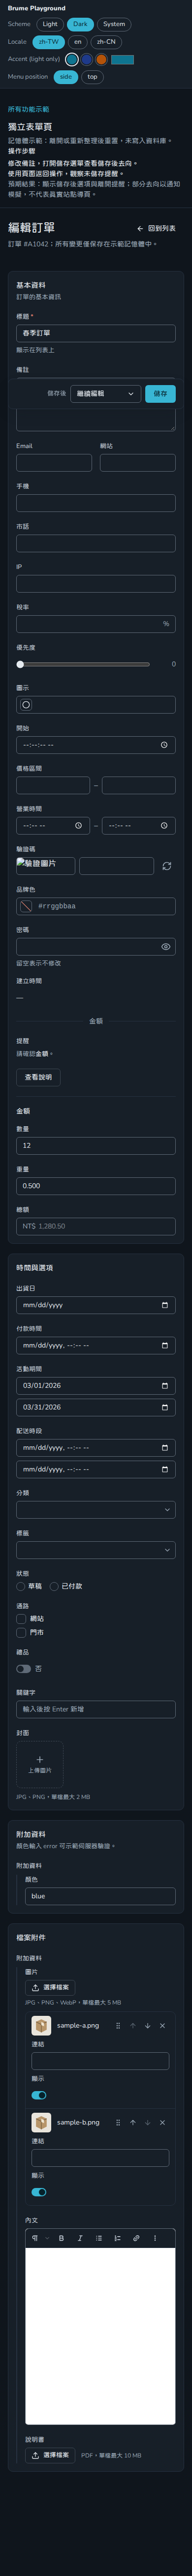 Brume Playground
Scheme Light Dark System
Locale zh-TW en zh-CN
Accent (light only)
Menu position side top
所有功能示範
獨立表單頁
記憶體示範：離開或重新整理後重置，未寫入資料庫。
操作步驟
修改備註，打開儲存選單查看儲存後去向。
使用頁面返回操作，觀察未儲存提醒。
預期結果：顯示儲存後選項與離開提醒；部分去向以通知模擬，不代表真實站點導頁。
編輯訂單
回到列表
訂單 #A1042；所有變更僅保存在示範記憶體中。
基本資料
訂單的基本資訊
標題 *
春季訂單
顯示在列表上
備註
儲存後 繼續編輯 儲存
Email 網站
手機
市話
IP
稅率
%
優先度
0
圖示
開始
--:--:-- --
價格區間
–
營業時間
--:-- -- – --:-- --
驗證碼
驗證圖片
品牌色
#rrggbbaa
密碼
留空表示不修改
建立時間
—
金額
提醒
請確認金額。
查看說明
金額
數量
12
重量
0.500
總額
NT$ 1,280.50
時間與選項
出貨日
mm/dd/yyyy
付款時間
mm/dd/yyyy, --:-- --
活動期間
03/01/2026
03/31/2026
配送時段
mm/dd/yyyy, --:-- --
mm/dd/yyyy, --:-- --
分類
標籤
狀態
草稿 已付款
通路
網站
門市
禮品
否
關鍵字
輸入後按 Enter 新增
封面
上傳圖片
JPG、PNG，單檔最大 2 MB
附加資料
顏色輸入 error 可示範伺服器驗證。
附加資料
顏色
blue
檔案附件
附加資料
圖片
選擇檔案
JPG、PNG、WebP，單檔最大 5 MB
sample-a.png
連結
顯示
sample-b.png
連結
顯示
內文
說明書
選擇檔案 PDF，單檔最大 10 MB